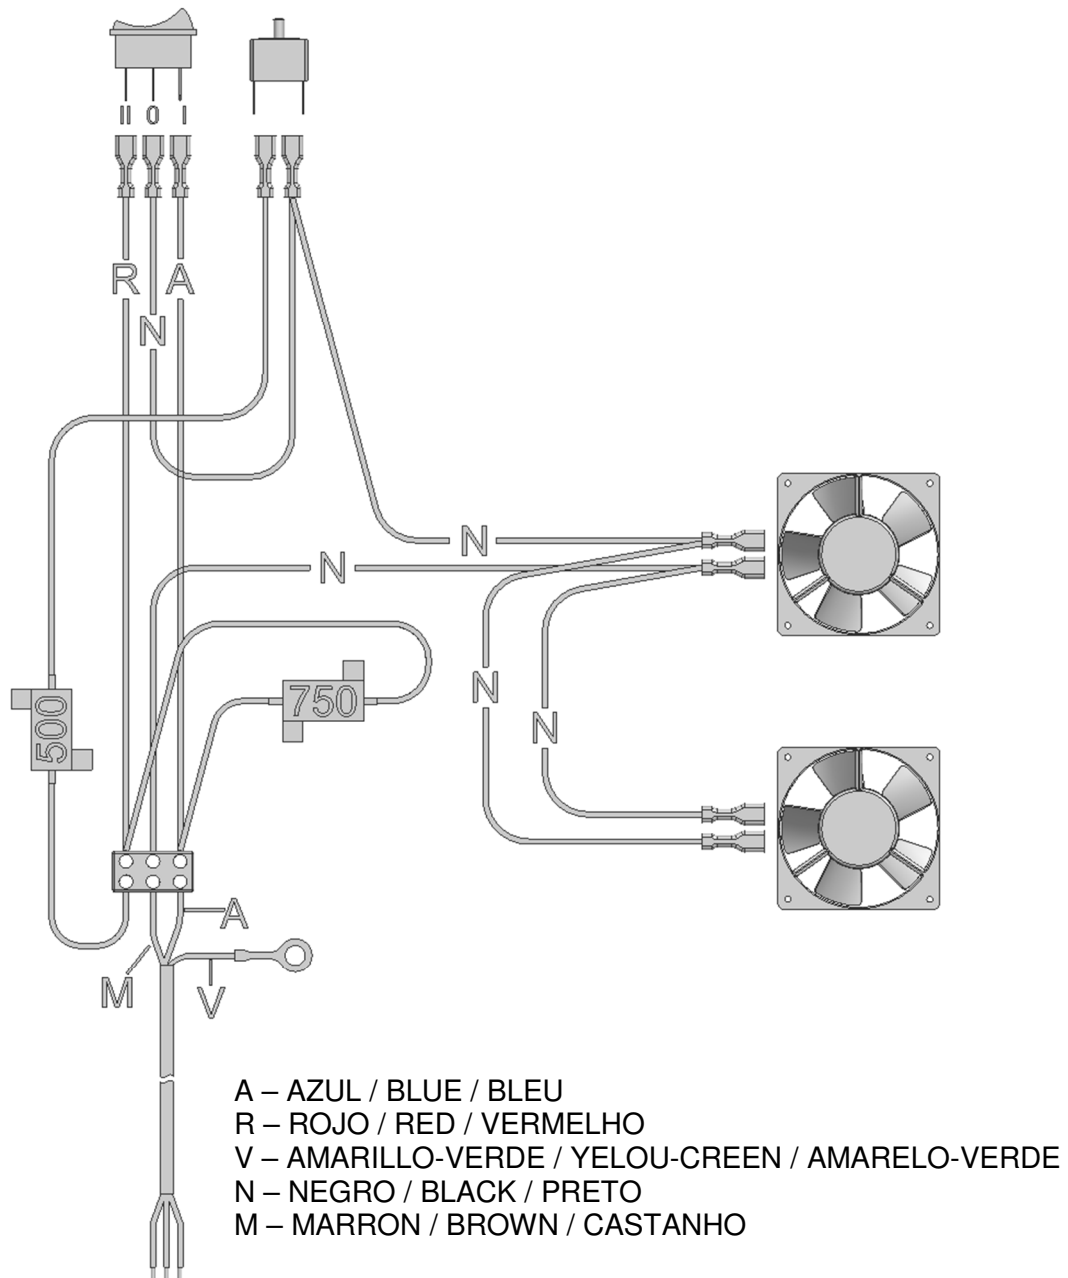 II 0 I
R A
N
N
N
750
500
N
N
A
M
V
A – AZUL / BLUE / BLEU
R – ROJO / RED / VERMELHO
V – AMARILLO-VERDE / YELOU-CREEN / AMARELO-VERDE
N – NEGRO / BLACK / PRETO
M – MARRON / BROWN / CASTANHO